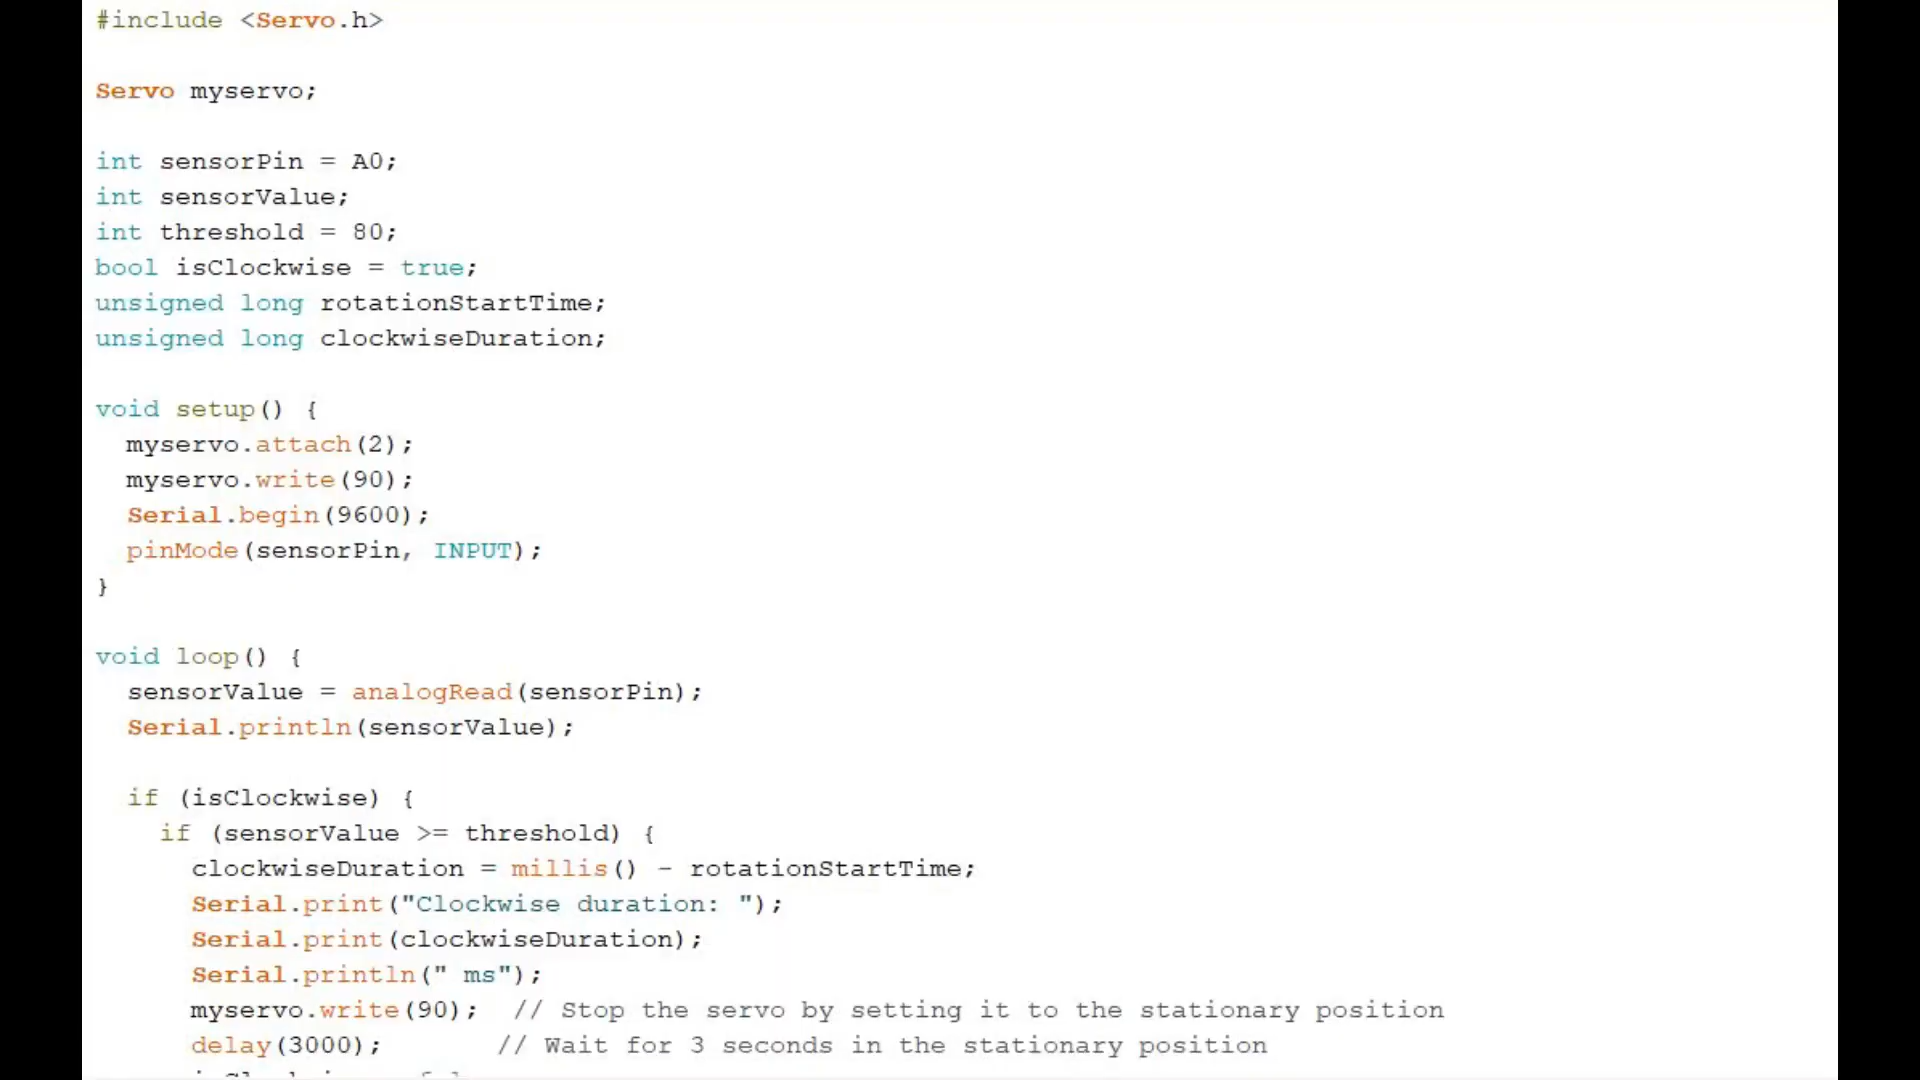 #include <Servo.h>
Servo myservo;
int sensorPin = A0;
int sensorValue;
int threshold = 80;
bool isClockwise = true;
unsigned long rotationStartTime;
unsigned long clockwiseDuration;
void setup() {
myservo.attach(2);
myservo.write(90);
Serial.begin(9600);
pinMode(sensorPin, INPUT);
}
void loop() {
sensorValue = analogRead(sensorPin);
Serial.println(sensorValue);
if (isClockwise) {
if (sensorValue >= threshold) {
clockwiseDuration = millis() - rotationStartTime;
Serial.print("Clockwise duration: ");
Serial.print(clockwiseDuration);
Serial.println(" ms");
myservo.write(90);  // Stop the servo by setting it to the stationary position
delay(3000);       // Wait for 3 seconds in the stationary position